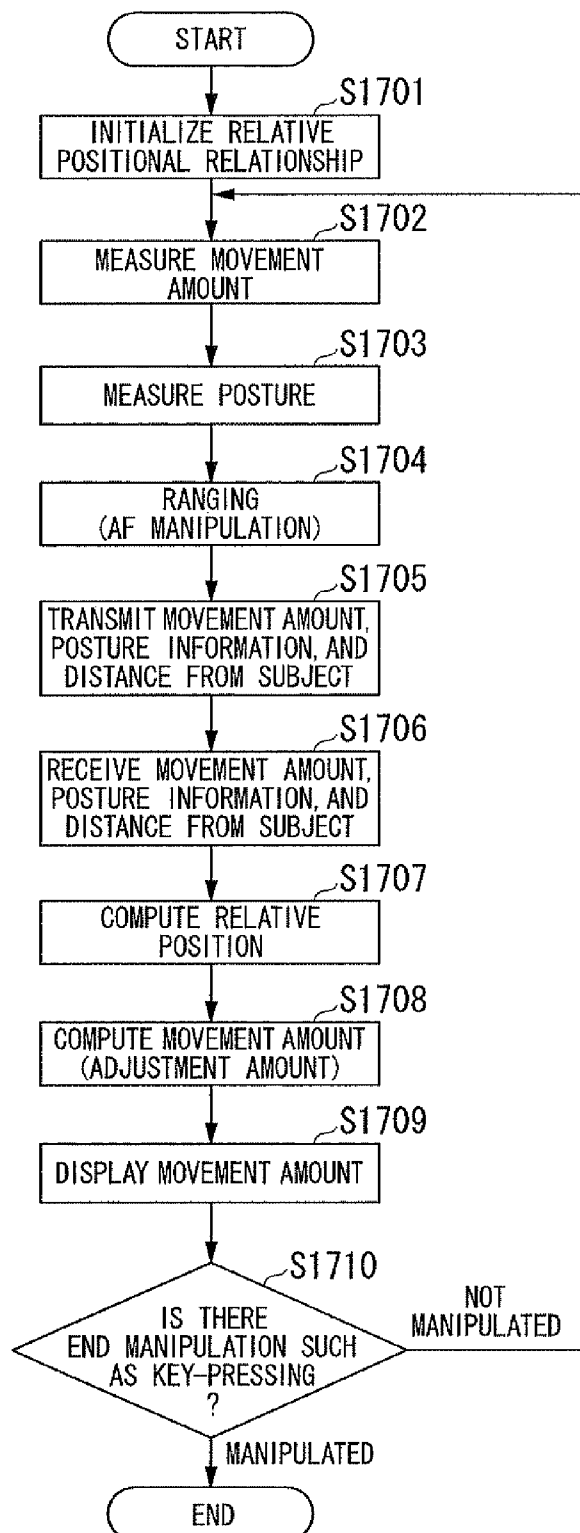 START
S1701
INITIALIZE RELATIVE
POSITIONAL RELATIONSHIP
S1702
MEASURE MOVEMENT
AMOUNT
S1703
MEASURE POSTURE
S1704
RANGING
(AF MANIPULATION)
S1705
TRANSMIT MOVEMENT AMOUNT,
POSTURE INFORMATION, AND
DISTANCE FROM SUBJECT
S1706
RECEIVE MOVEMENT AMOUNT,
POSTURE INFORMATION, AND
DISTANCE FROM SUBJECT
S1707
COMPUTE RELATIVE
POSITION
S1708
COMPUTE MOVEMENT AMOUNT
(ADJUSTMENT AMOUNT)
S1709
DISPLAY MOVEMENT AMOUNT
S1710
IS THERE
END MANIPULATION SUCH
AS KEY-PRESSING
?
NOT
MANIPULATED
MANIPULATED
END